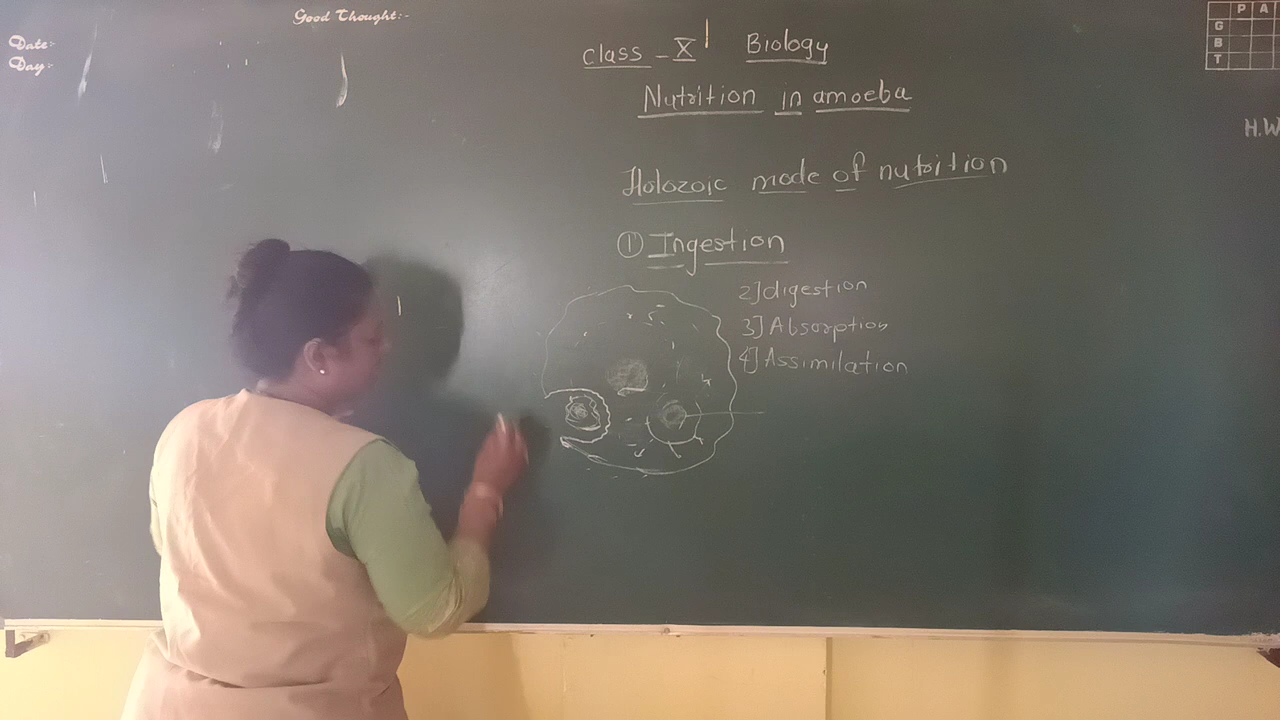 Good Thought:-
Date:-
Day:-
P A
G
B
T
H.W
Class - X Biology
Nutrition in amoeba
Holozoic mode of nutrition
① Ingestion
2] digestion
3] Absorption
4] Assimilation